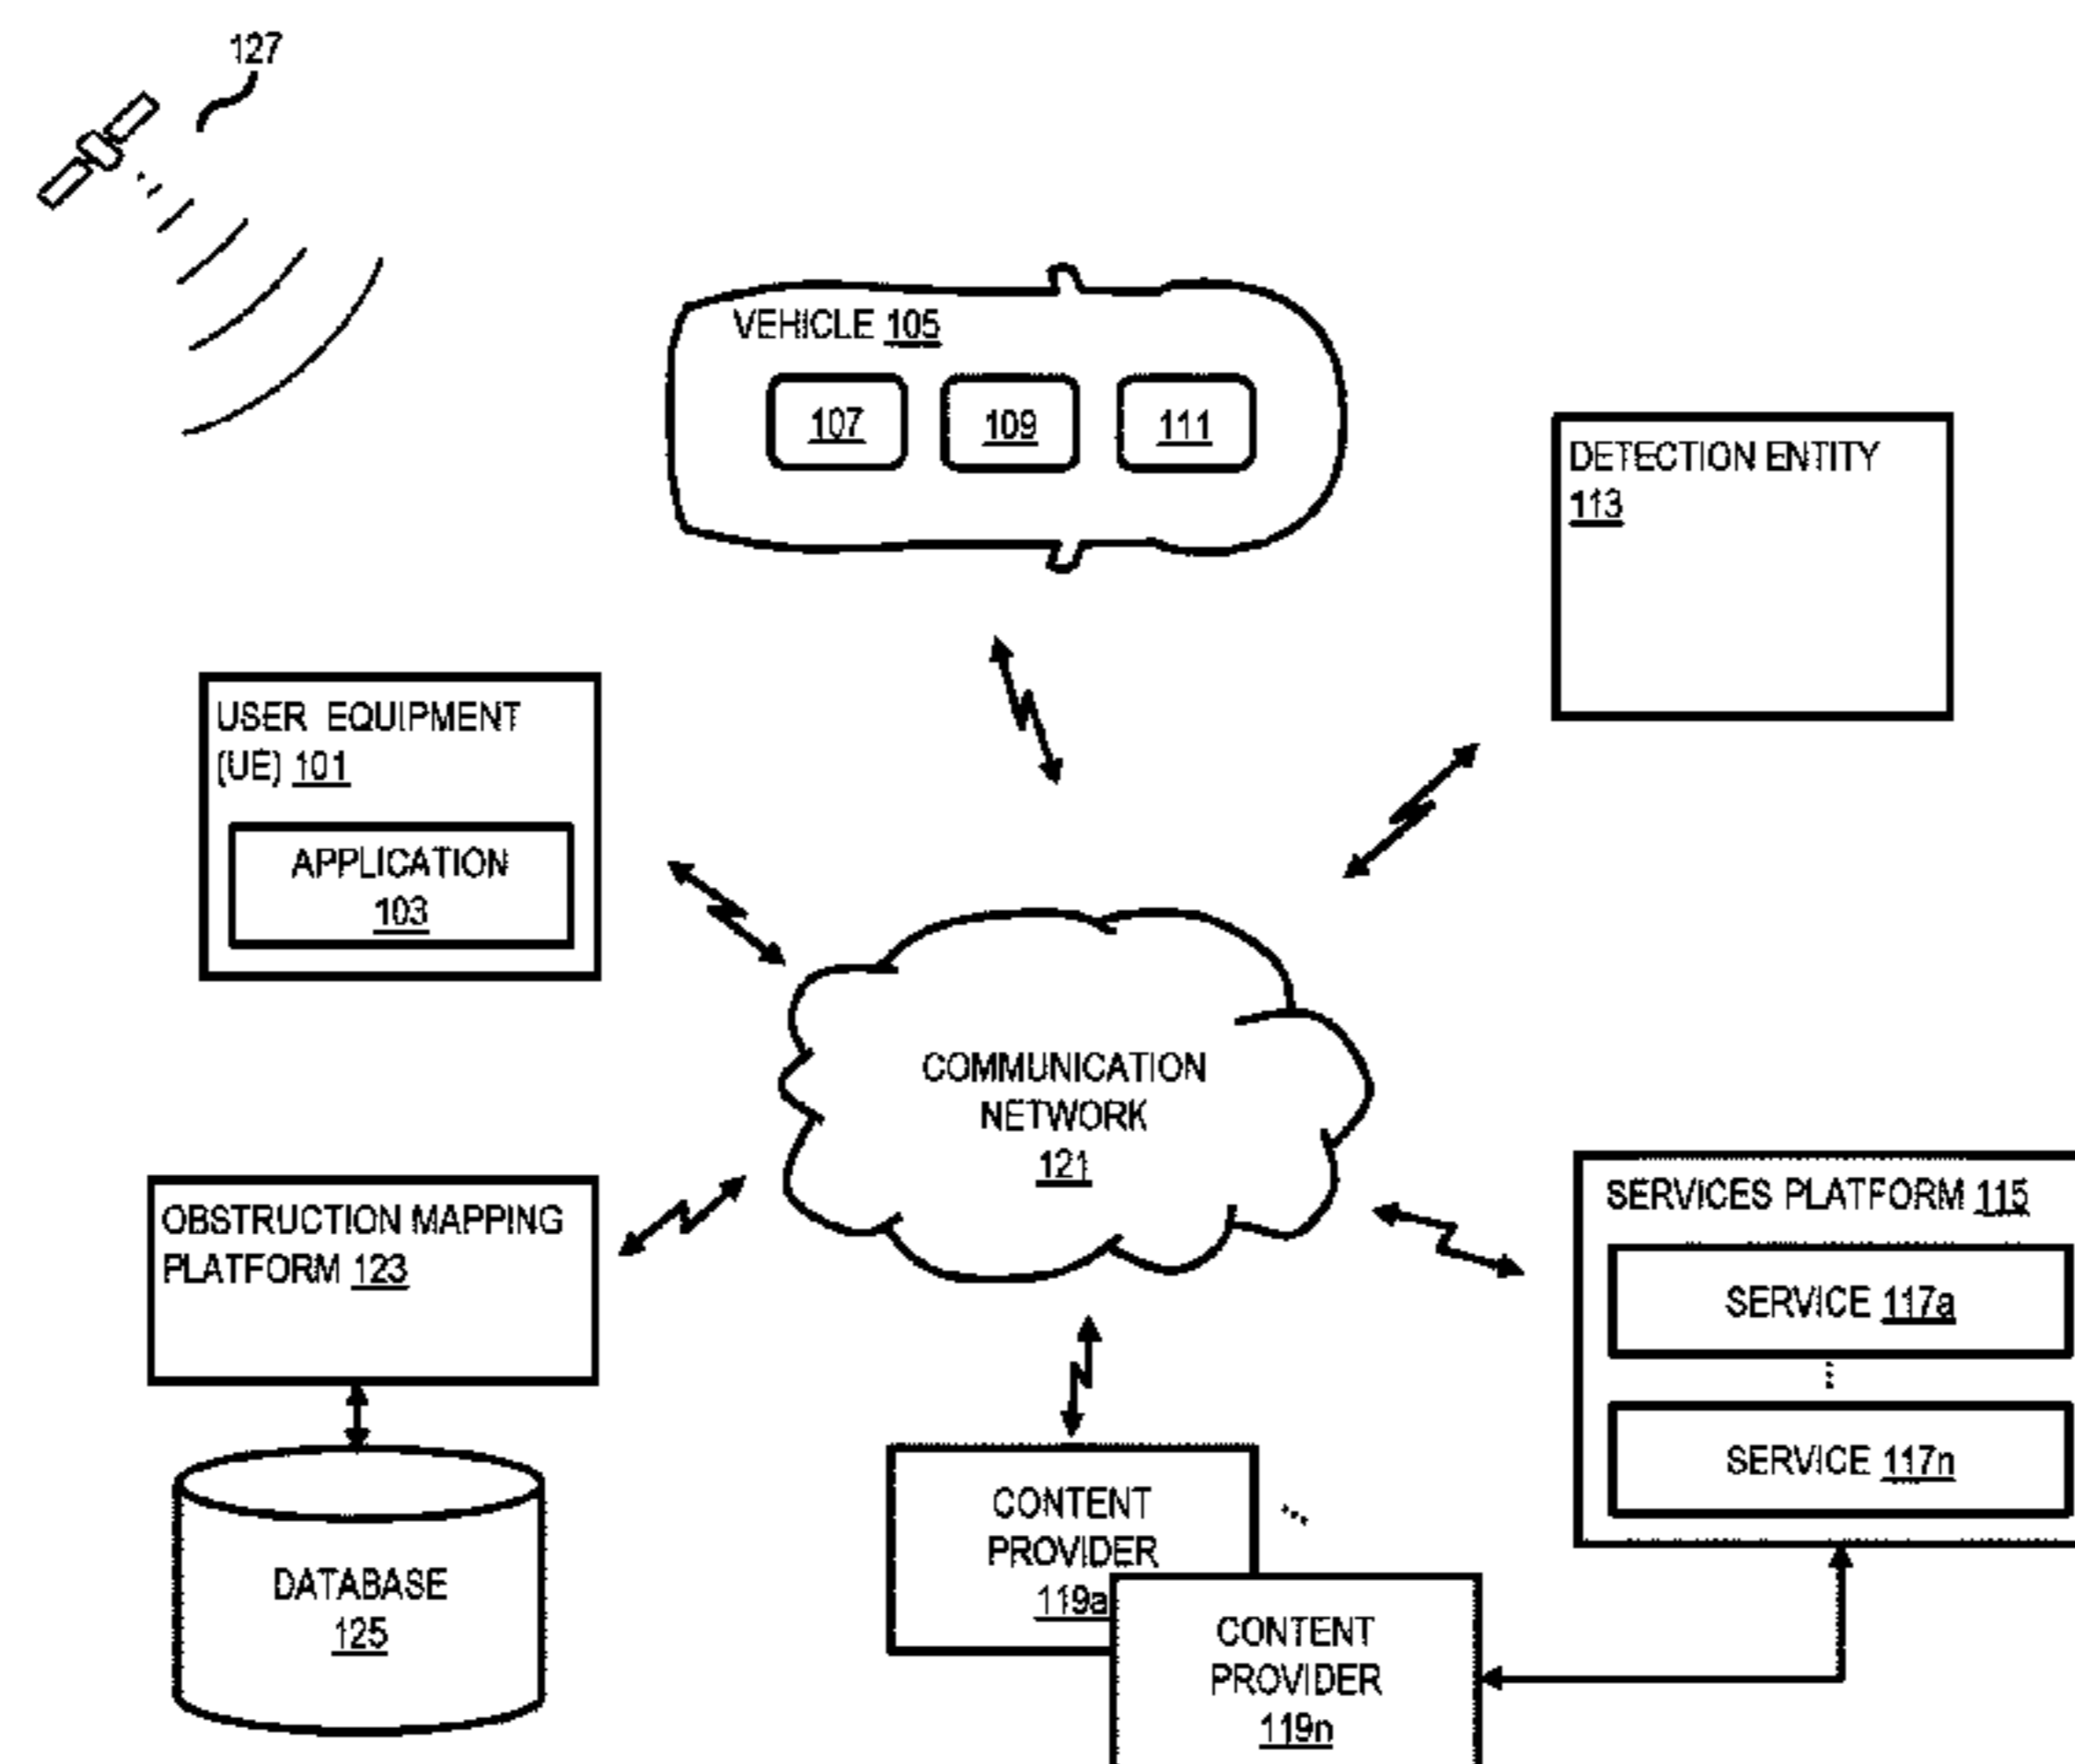 127
VEHICLE 105
107
109
111
DETECTION ENTITY
113
USER EQUIPMENT
(UE) 101
APPLICATION
103
COMMUNICATION
NETWORK
121
OBSTRUCTION MAPPING
PLATFORM 123
SERVICES PLATFORM 115
SERVICE 117a
⋮
SERVICE 117n
DATABASE
125
CONTENT
PROVIDER
119a
...
CONTENT
PROVIDER
119n